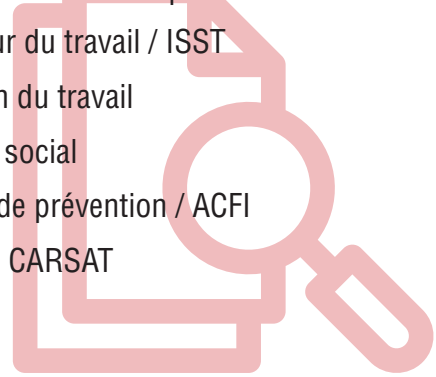 ur du travail / ISST
n du travail
social
de prévention / ACFI
CARSAT